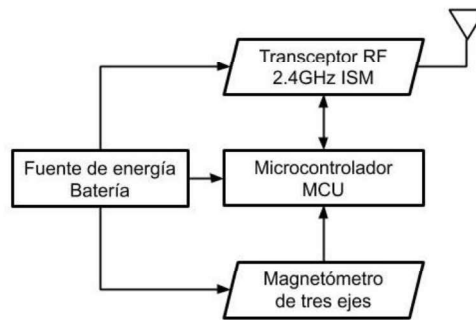 Transceptor RF
2.4GHz ISM
Fuente de energía
Batería
Microcontrolador
MCU
Magnetómetro
de tres ejes